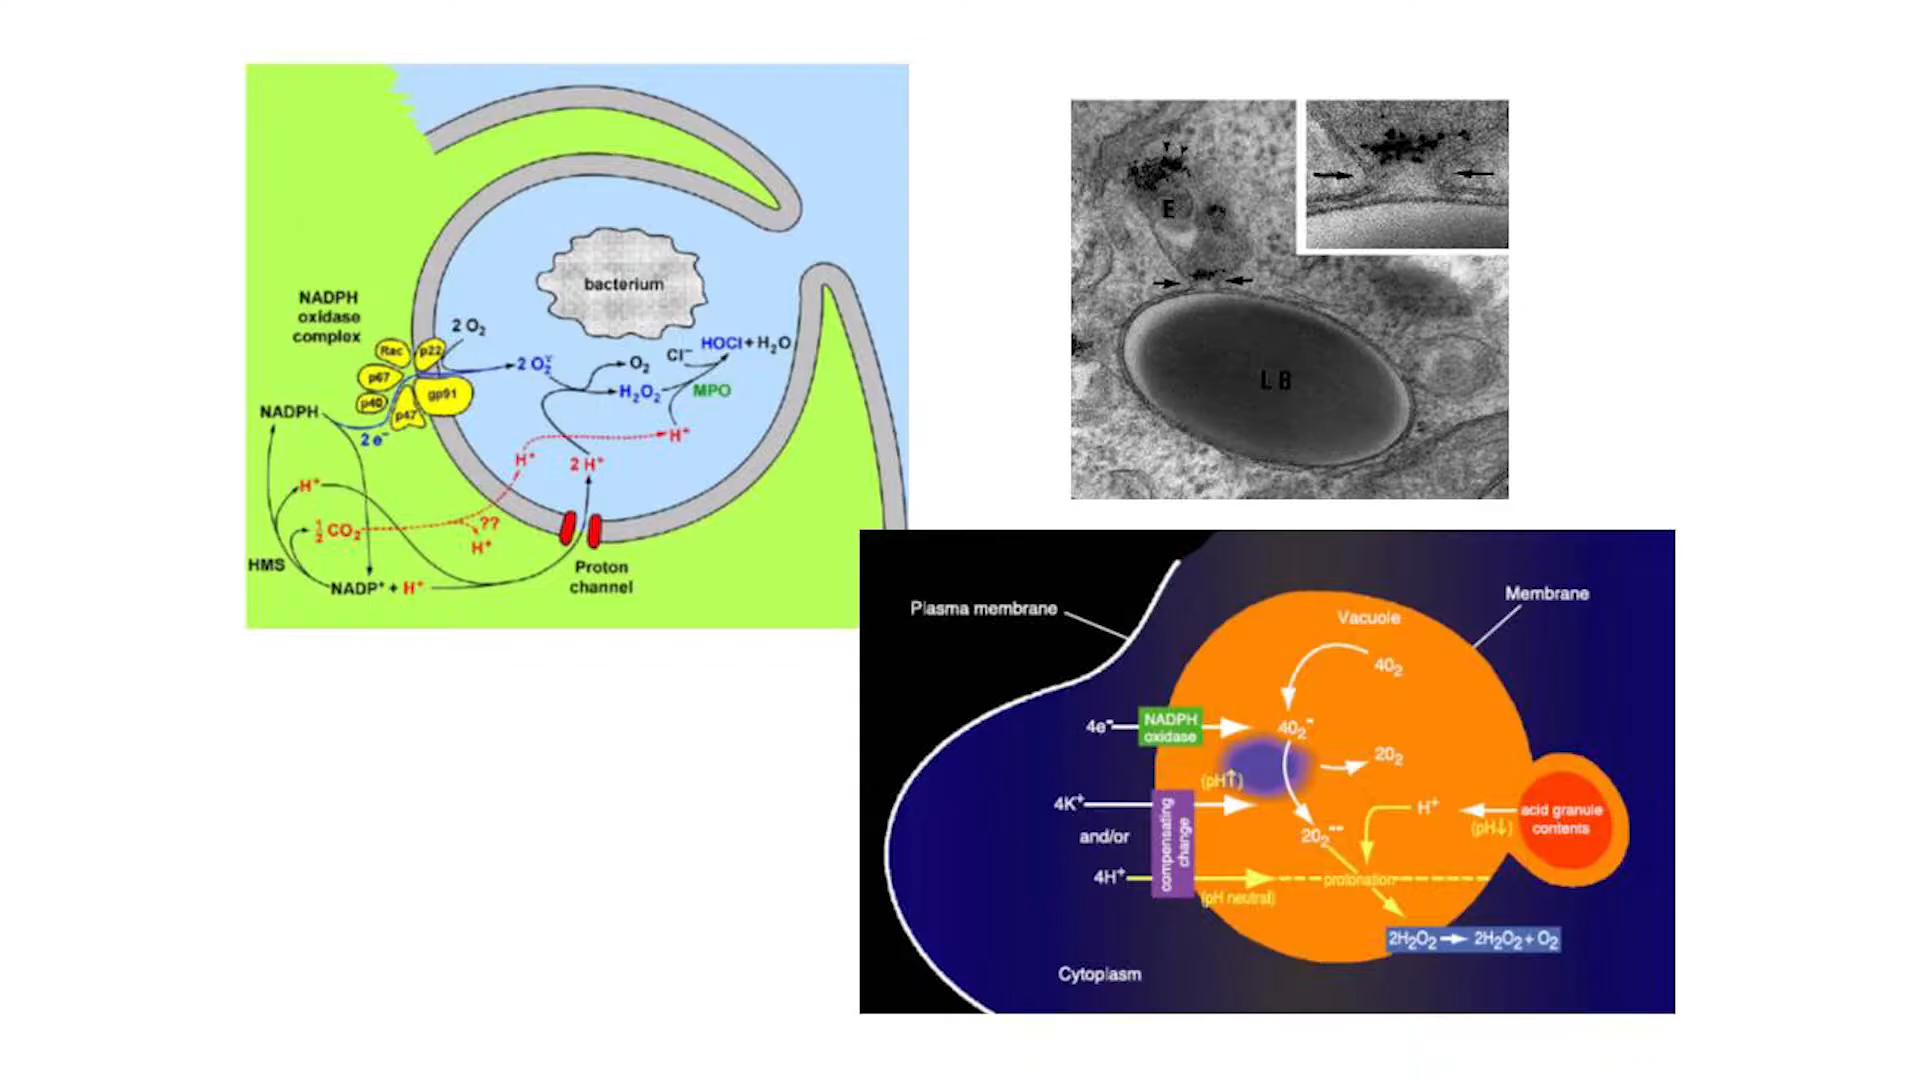 NADPH
oxidase
complex
Rac
p22
p67
gp91
p40
p47
2 O₂
bacterium
2 O₂⁻
O₂
Cl⁻
HOCl + H₂O
H₂O₂
MPO
NADPH
2 e⁻
H⁺
H⁺
2 H⁺
H⁺
½ CO₂
??
H⁺
HMS
NADP⁺ + H⁺
Proton
channel
E
LB
Plasma membrane
Membrane
Vacuole
4O₂
4e⁻
NADPH
oxidase
4O₂⁻
2O₂
(pH↑)
4K⁺
and/or
4H⁺
compensating
change
2O₂⁻⁻
H⁺
(pH↓)
acid granule
contents
protonation
(pH neutral)
2H₂O₂ → 2H₂O₂ + O₂
Cytoplasm